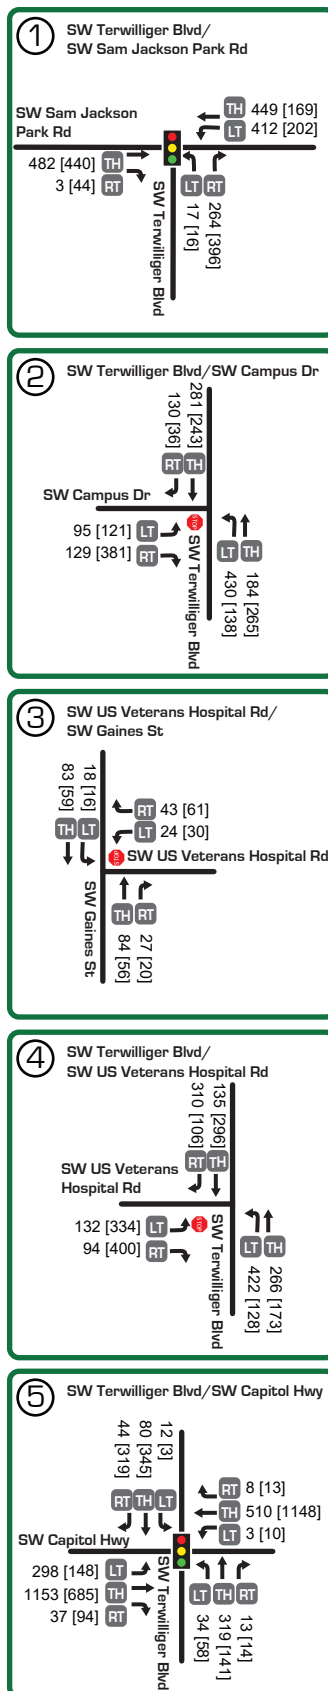 1
SW Terwilliger Blvd/
SW Sam Jackson Park Rd
SW Sam Jackson
Park Rd
TH 449 [169]
LT 412 [202]
482 [440] TH
3 [44] RT
SW Terwilliger Blvd
LT 17 [16]
RT 264 [396]
2
SW Terwilliger Blvd/SW Campus Dr
130 [36] RT
281 [243] TH
SW Campus Dr
95 [121] LT
129 [381] RT
STOP
SW Terwilliger Blvd
LT 430 [138]
TH 184 [265]
3
SW US Veterans Hospital Rd/
SW Gaines St
83 [59] TH
18 [16] LT
RT 43 [61]
LT 24 [30]
STOP
SW US Veterans Hospital Rd
SW Gaines St
TH 84 [56]
RT 27 [20]
4
SW Terwilliger Blvd/
SW US Veterans Hospital Rd
310 [106] RT
135 [296] TH
SW US Veterans
Hospital Rd
132 [334] LT
94 [400] RT
STOP
SW Terwilliger Blvd
LT 422 [128]
TH 266 [173]
5
SW Terwilliger Blvd/SW Capitol Hwy
44 [319] RT
80 [345] TH
12 [3] LT
RT 8 [13]
TH 510 [1148]
LT 3 [10]
SW Capitol Hwy
298 [148] LT
1153 [685] TH
37 [94] RT
SW Terwilliger Blvd
LT 34 [58]
TH 319 [141]
RT 13 [14]